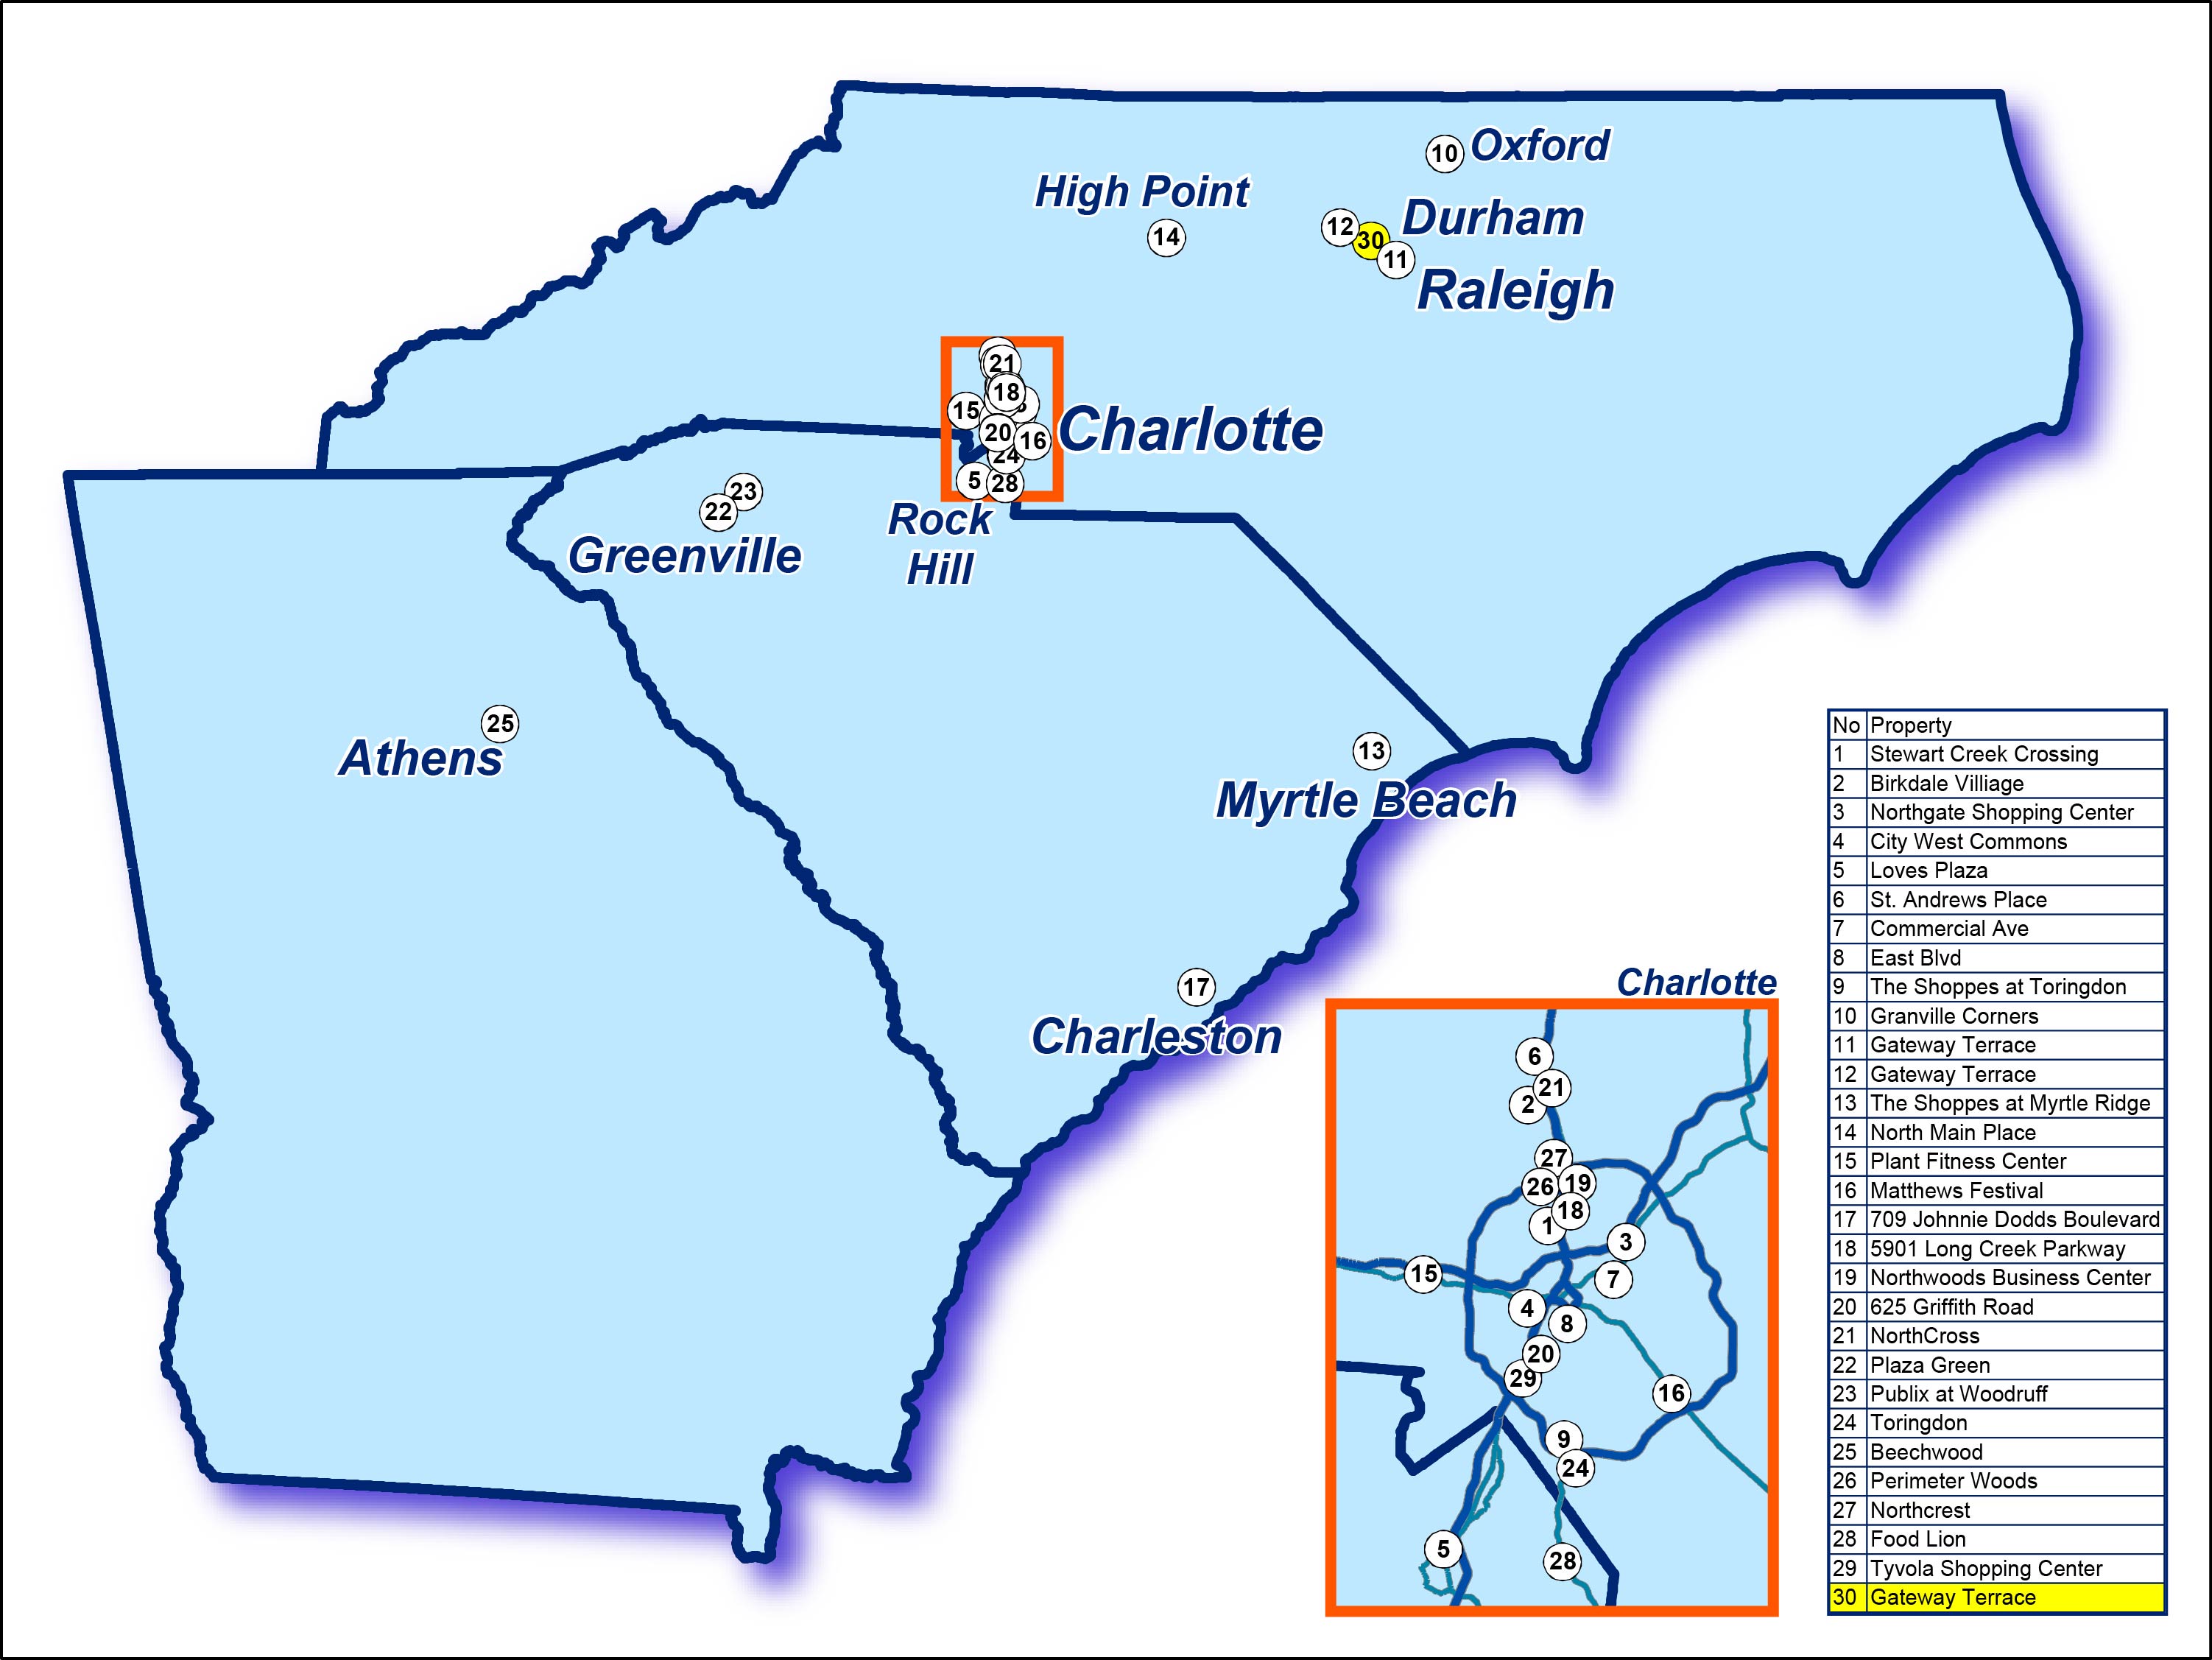 10 Oxford
High Point
14
12 30 11
Durham
Raleigh
21
18
15
20
16
24
5 28
Charlotte
Rock
Hill
23
22
Greenville
25
Athens
13
Myrtle Beach
17
Charleston
Charlotte
6
21
2
27
26 19
18
1
3
15
7
4
8
20
29
16
9
24
5
28
No Property
1 Stewart Creek Crossing
2 Birkdale Villiage
3 Northgate Shopping Center
4 City West Commons
5 Loves Plaza
6 St. Andrews Place
7 Commercial Ave
8 East Blvd
9 The Shoppes at Toringdon
10 Granville Corners
11 Gateway Terrace
12 Gateway Terrace
13 The Shoppes at Myrtle Ridge
14 North Main Place
15 Plant Fitness Center
16 Matthews Festival
17 709 Johnnie Dodds Boulevard
18 5901 Long Creek Parkway
19 Northwoods Business Center
20 625 Griffith Road
21 NorthCross
22 Plaza Green
23 Publix at Woodruff
24 Toringdon
25 Beechwood
26 Perimeter Woods
27 Northcrest
28 Food Lion
29 Tyvola Shopping Center
30 Gateway Terrace